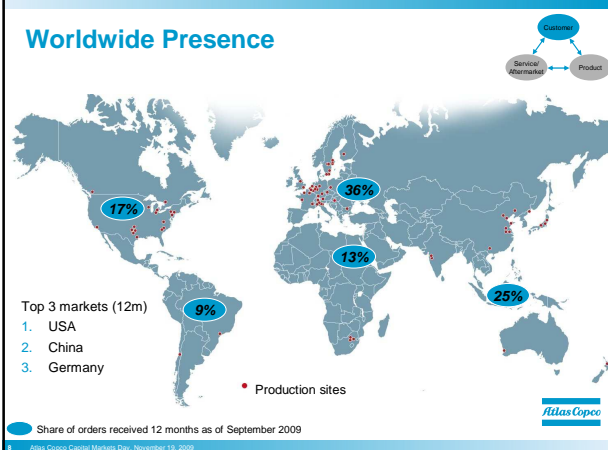 Worldwide Presence
Customer
Service/
Aftermarket
Product
17%
36%
13%
9%
25%
Top 3 markets (12m)
1. USA
2. China
3. Germany
Production sites
Atlas Copco
Share of orders received 12 months as of September 2009
8 Atlas Copco Capital Markets Day, November 19, 2009